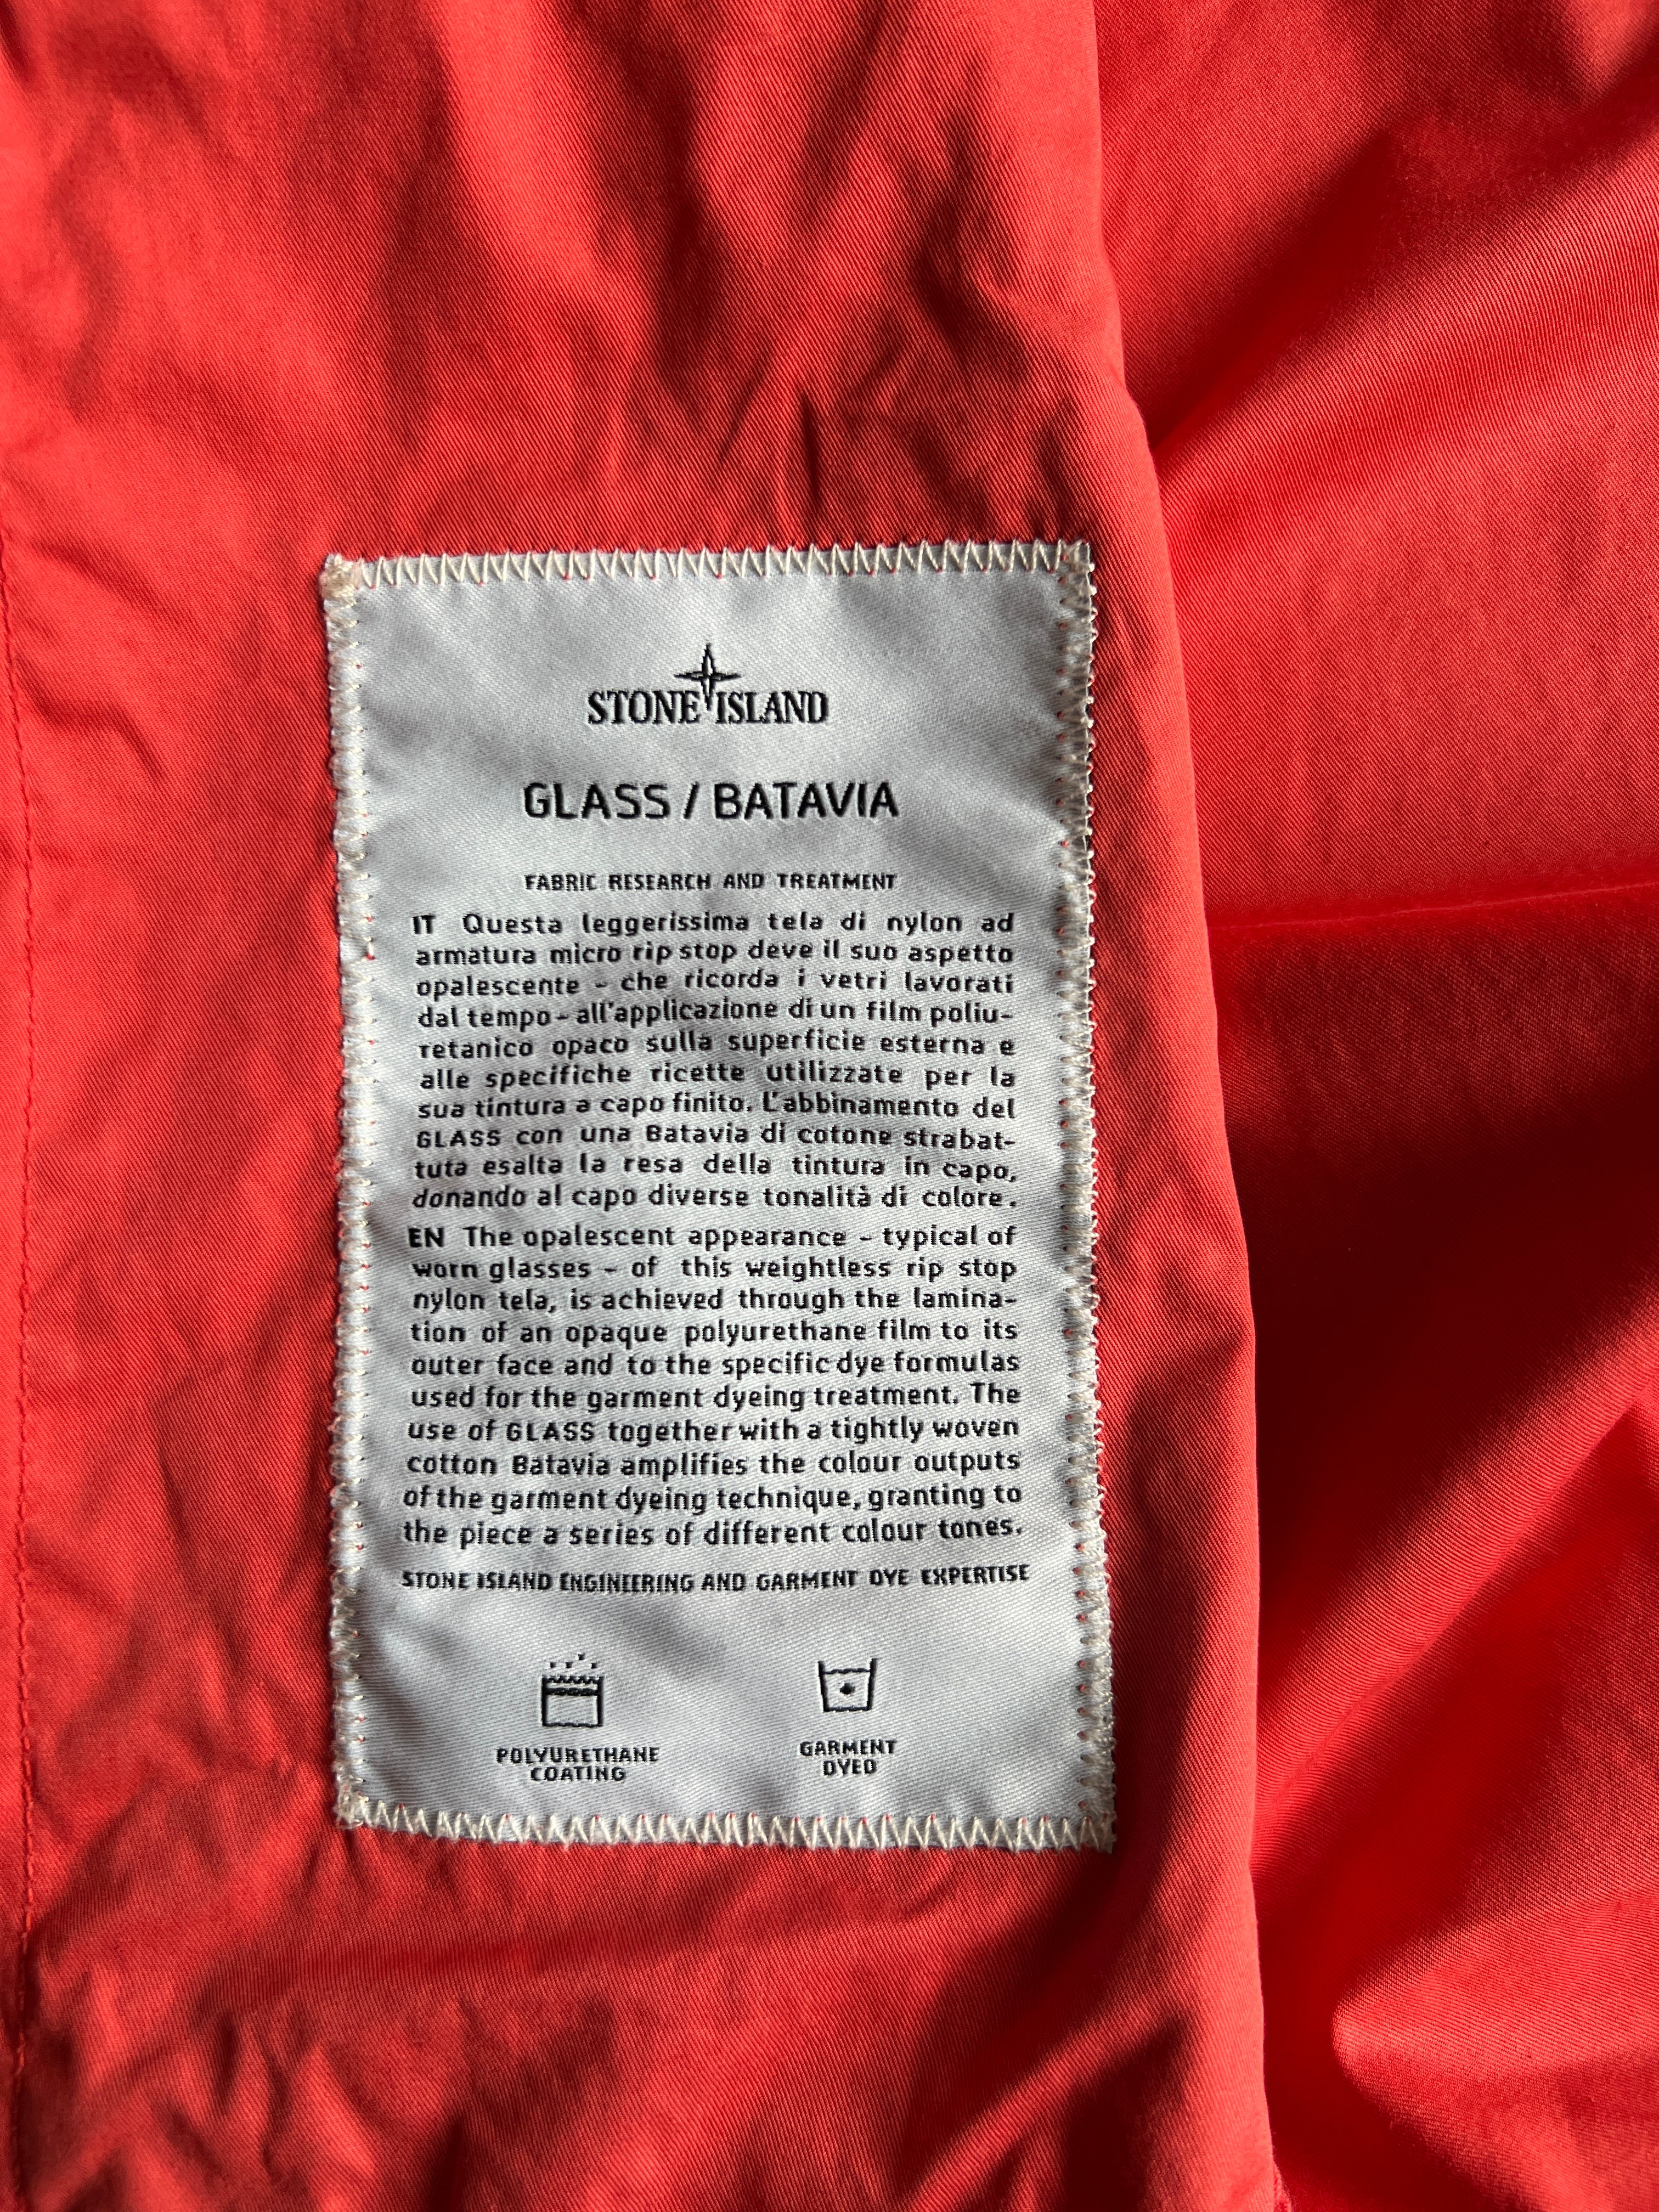 STONE ISLAND
GLASS / BATAVIA
FABRIC RESEARCH AND TREATMENT
IT Questa leggerissima tela di nylon ad
armatura micro rip stop deve il suo aspetto
opalescente - che ricorda i vetri lavorati
dal tempo - all'applicazione di un film poliu-
retanico opaco sulla superficie esterna e
alle specifiche ricette utilizzate per la
sua tintura a capo finito. L'abbinamento del
GLASS con una Batavia di cotone strabat-
tuta esalta la resa della tintura in capo,
donando al capo diverse tonalità di colore.
EN The opalescent appearance - typical of
worn glasses - of this weightless rip stop
nylon tela, is achieved through the lamina-
tion of an opaque polyurethane film to its
outer face and to the specific dye formulas
used for the garment dyeing treatment. The
use of GLASS together with a tightly woven
cotton Batavia amplifies the colour outputs
of the garment dyeing technique, granting to
the piece a series of different colour tones.
STONE ISLAND ENGINEERING AND GARMENT DYE EXPERTISE
POLYURETHANE
COATING
GARMENT
DYED